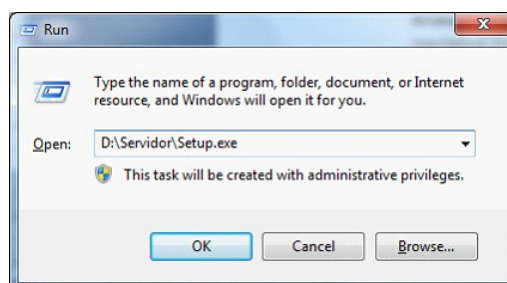 Run
Type the name of a program, folder, document, or Internet
resource, and Windows will open it for you.
Open:
D:\Servidor\Setup.exe
This task will be created with administrative privileges.
OK
Cancel
Browse...